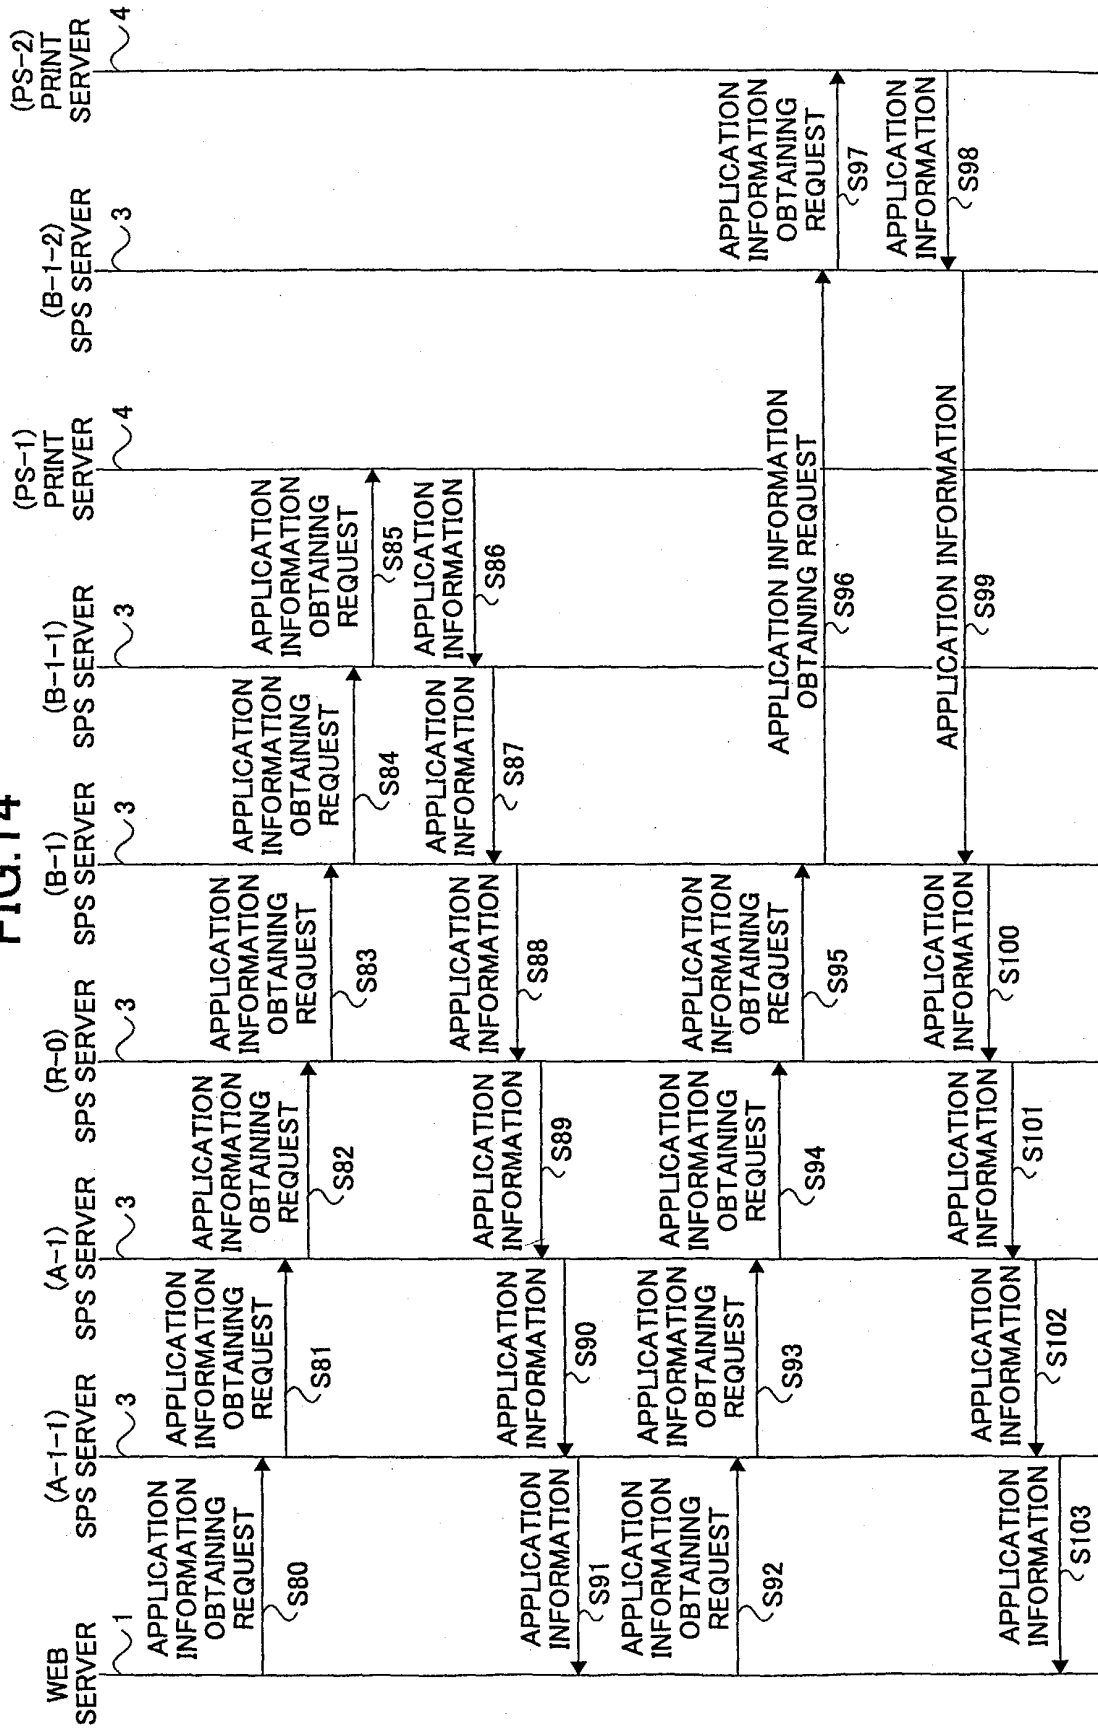 FIG.14
WEB
SERVER
1
(A-1-1)
SPS SERVER
3
(A-1)
SPS SERVER
3
(R-0)
SPS SERVER
3
(B-1)
SPS SERVER
3
(B-1-1)
SPS SERVER
3
(PS-1)
PRINT
SERVER
4
(B-1-2)
SPS SERVER
3
(PS-2)
PRINT
SERVER
4
APPLICATION
INFORMATION
OBTAINING
REQUEST
S80
APPLICATION
INFORMATION
OBTAINING
REQUEST
S81
APPLICATION
INFORMATION
OBTAINING
REQUEST
S82
APPLICATION
INFORMATION
OBTAINING
REQUEST
S83
APPLICATION
INFORMATION
OBTAINING
REQUEST
S84
APPLICATION
INFORMATION
OBTAINING
REQUEST
S85
APPLICATION
INFORMATION
S86
APPLICATION
INFORMATION
S87
APPLICATION
INFORMATION
S88
APPLICATION
INFORMATION
S89
APPLICATION
INFORMATION
S90
APPLICATION
INFORMATION
S91
APPLICATION
INFORMATION
OBTAINING
REQUEST
S92
APPLICATION
INFORMATION
OBTAINING
REQUEST
S93
APPLICATION
INFORMATION
OBTAINING
REQUEST
S94
APPLICATION
INFORMATION
OBTAINING
REQUEST
S95
APPLICATION INFORMATION
OBTAINING REQUEST
S96
APPLICATION
INFORMATION
OBTAINING
REQUEST
S97
APPLICATION
INFORMATION
S98
APPLICATION INFORMATION
S99
APPLICATION
INFORMATION
S100
APPLICATION
INFORMATION
S101
APPLICATION
INFORMATION
S102
APPLICATION
INFORMATION
S103